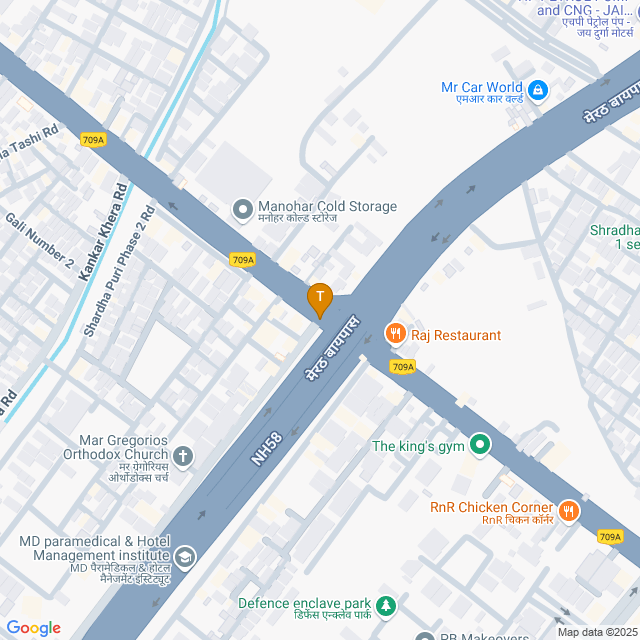 and CNG - JAI...
एचपी पेट्रोल पंप -
जय दुर्गा मोटर्स
Mr Car World
एमआर कार वर्ल्ड
मेरठ बायपास
709A
Tashi Rd
Manohar Cold Storage
मनोहर कोल्ड स्टोरेज
Kankar Khera Rd
Shardha Puri Phase 2 Rd
Gali Number 2
Shradha
1 se
709A
T
Raj Restaurant
मेरठ बायपास
709A
Rd
Mar Gregorios
Orthodox Church
मर ग्रेगोरियस
ओर्थोडोक्स चर्च
NH58
The king's gym
RnR Chicken Corner
RnR चिकन कॉर्नर
709A
MD paramedical & Hotel
Management institute
MD पैरामेडिकल & होटल
मैनेजमेंट इंस्टिट्यूट
Defence enclave park
डिफेंस एन्क्लेव पार्क
PB Makeovers
Google
Map data ©2025